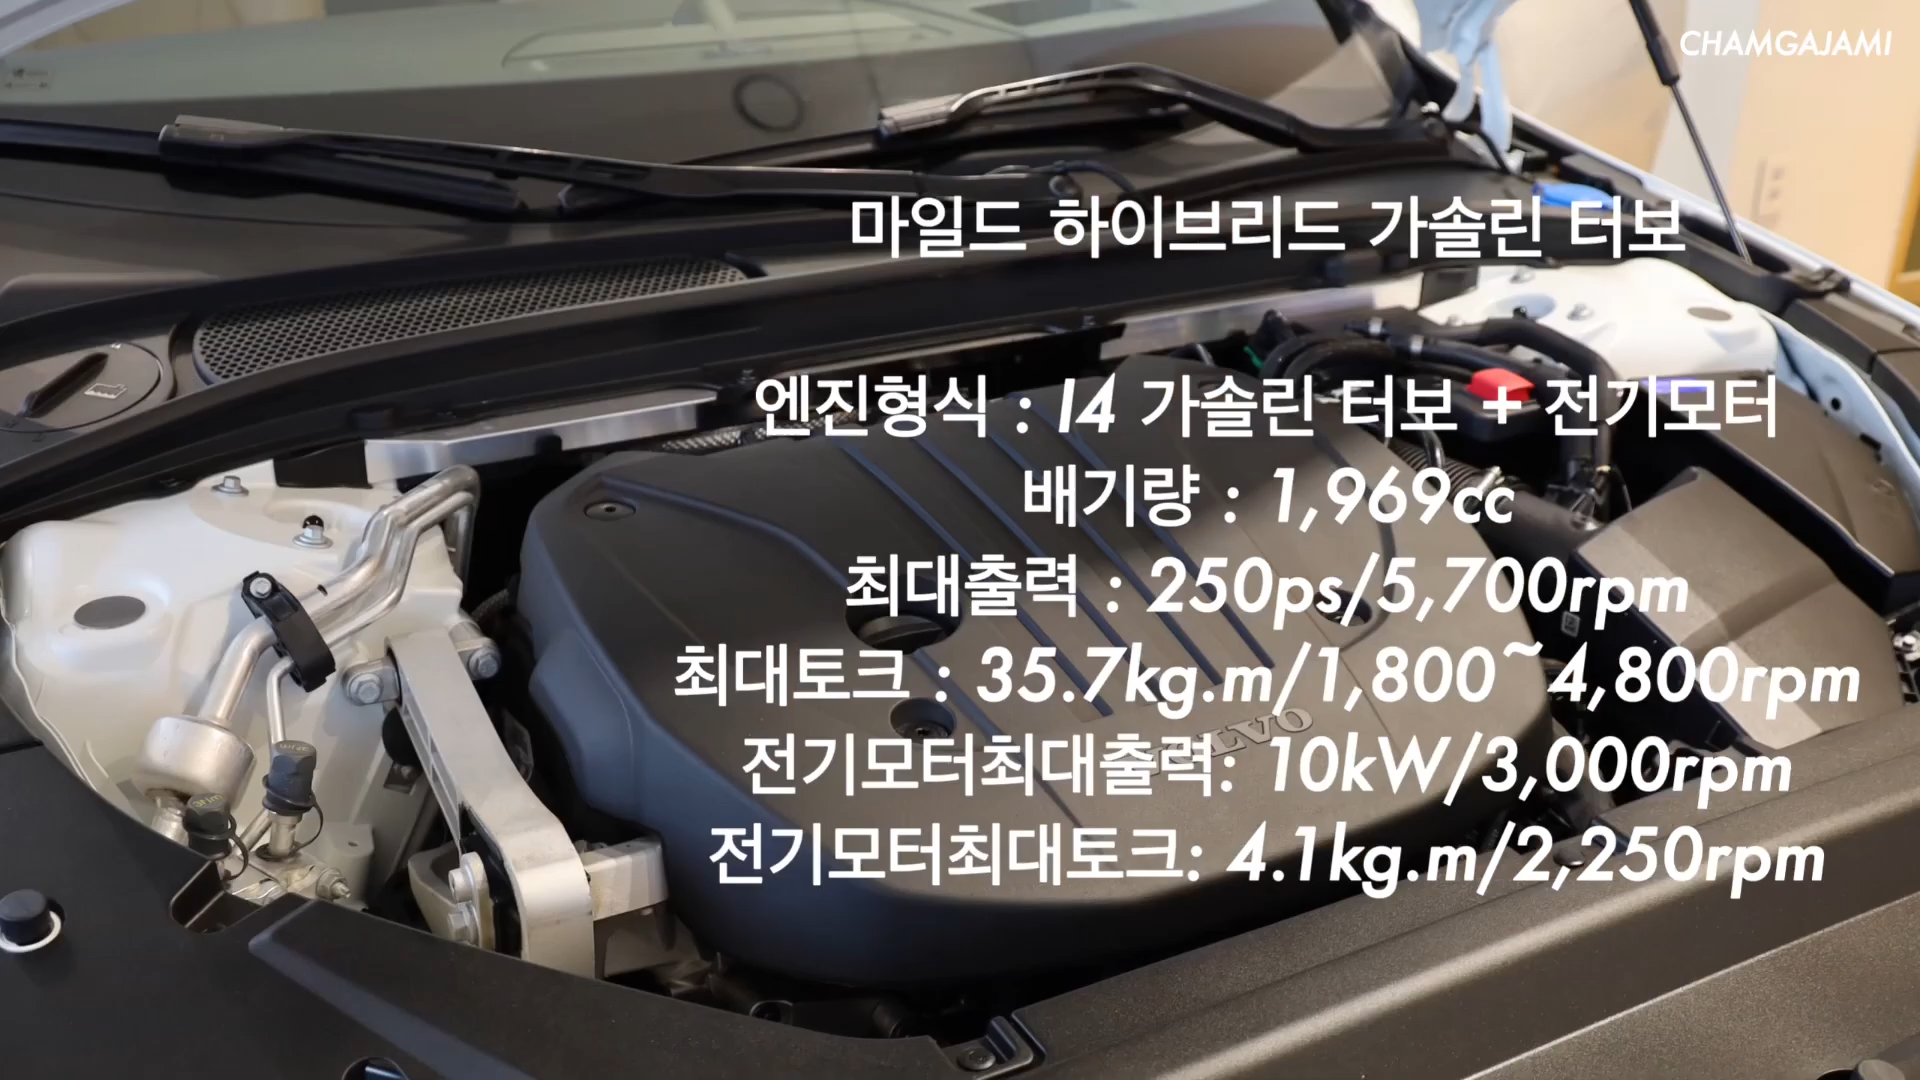 CHAMGAJAMI
마일드 하이브리드 가솔린 터보
엔진형식 : I4 가솔린 터보 + 전기모터
배기량 : 1,969cc
최대출력 : 250ps/5,700rpm
최대토크 : 35.7kg.m/1,800~4,800rpm
전기모터최대출력: 10kW/3,000rpm
전기모터최대토크: 4.1kg.m/2,250rpm
VOLVO